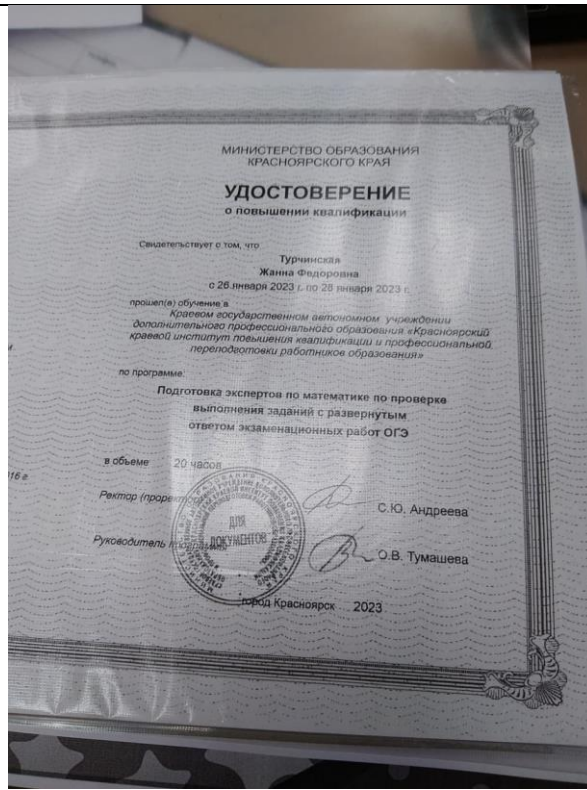 МИНИСТЕРСТВО ОБРАЗОВАНИЯ
КРАСНОЯРСКОГО КРАЯ
УДОСТОВЕРЕНИЕ
о повышении квалификации
Свидетельствует о том, что
Турчинская
Жанна Федоровна
с 26 января 2023 г. по 28 января 2023 г.
прошел(а) обучение в
Краевом государственном автономном учреждении
дополнительного профессионального образования «Красноярский
краевой институт повышения квалификации и профессиональной
переподготовки работников образования»
по программе:
Подготовка экспертов по математике по проверке
выполнения заданий с развернутым
ответом экзаменационных работ ОГЭ
в объеме 20 часов
Ректор
С.Ю. Андреева
ДЛЯ
ДОКУМЕНТОВ
Руководитель
О.В. Тумашева
город Красноярск 2023